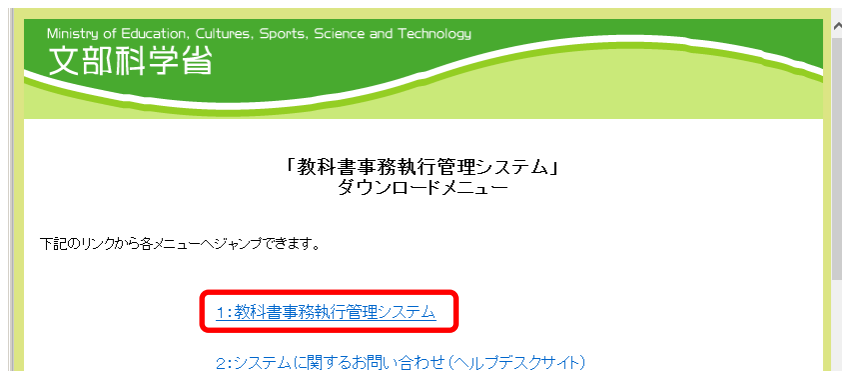 Ministry of Education, Cultures, Sports, Science and Technology
文部科学省
「教科書事務執行管理システム」
ダウンロードメニュー
下記のリンクから各メニューへジャンプできます。
1:教科書事務執行管理システム
2:システムに関するお問い合わせ(ヘルプデスクサイト)